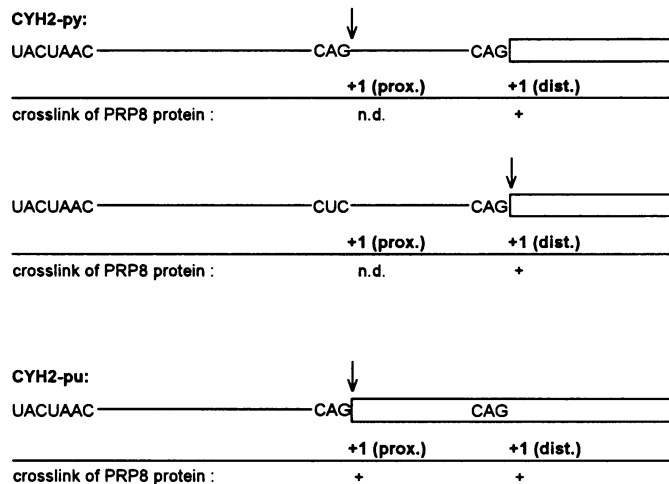 CYH2-py:
UACUAAC CAG CAG
+1 (prox.) +1 (dist.)
crosslink of PRP8 protein : n.d. +
UACUAAC CUC CAG
+1 (prox.) +1 (dist.)
crosslink of PRP8 protein : n.d. +
CYH2-pu:
UACUAAC CAG CAG
+1 (prox.) +1 (dist.)
crosslink of PRP8 protein : + +